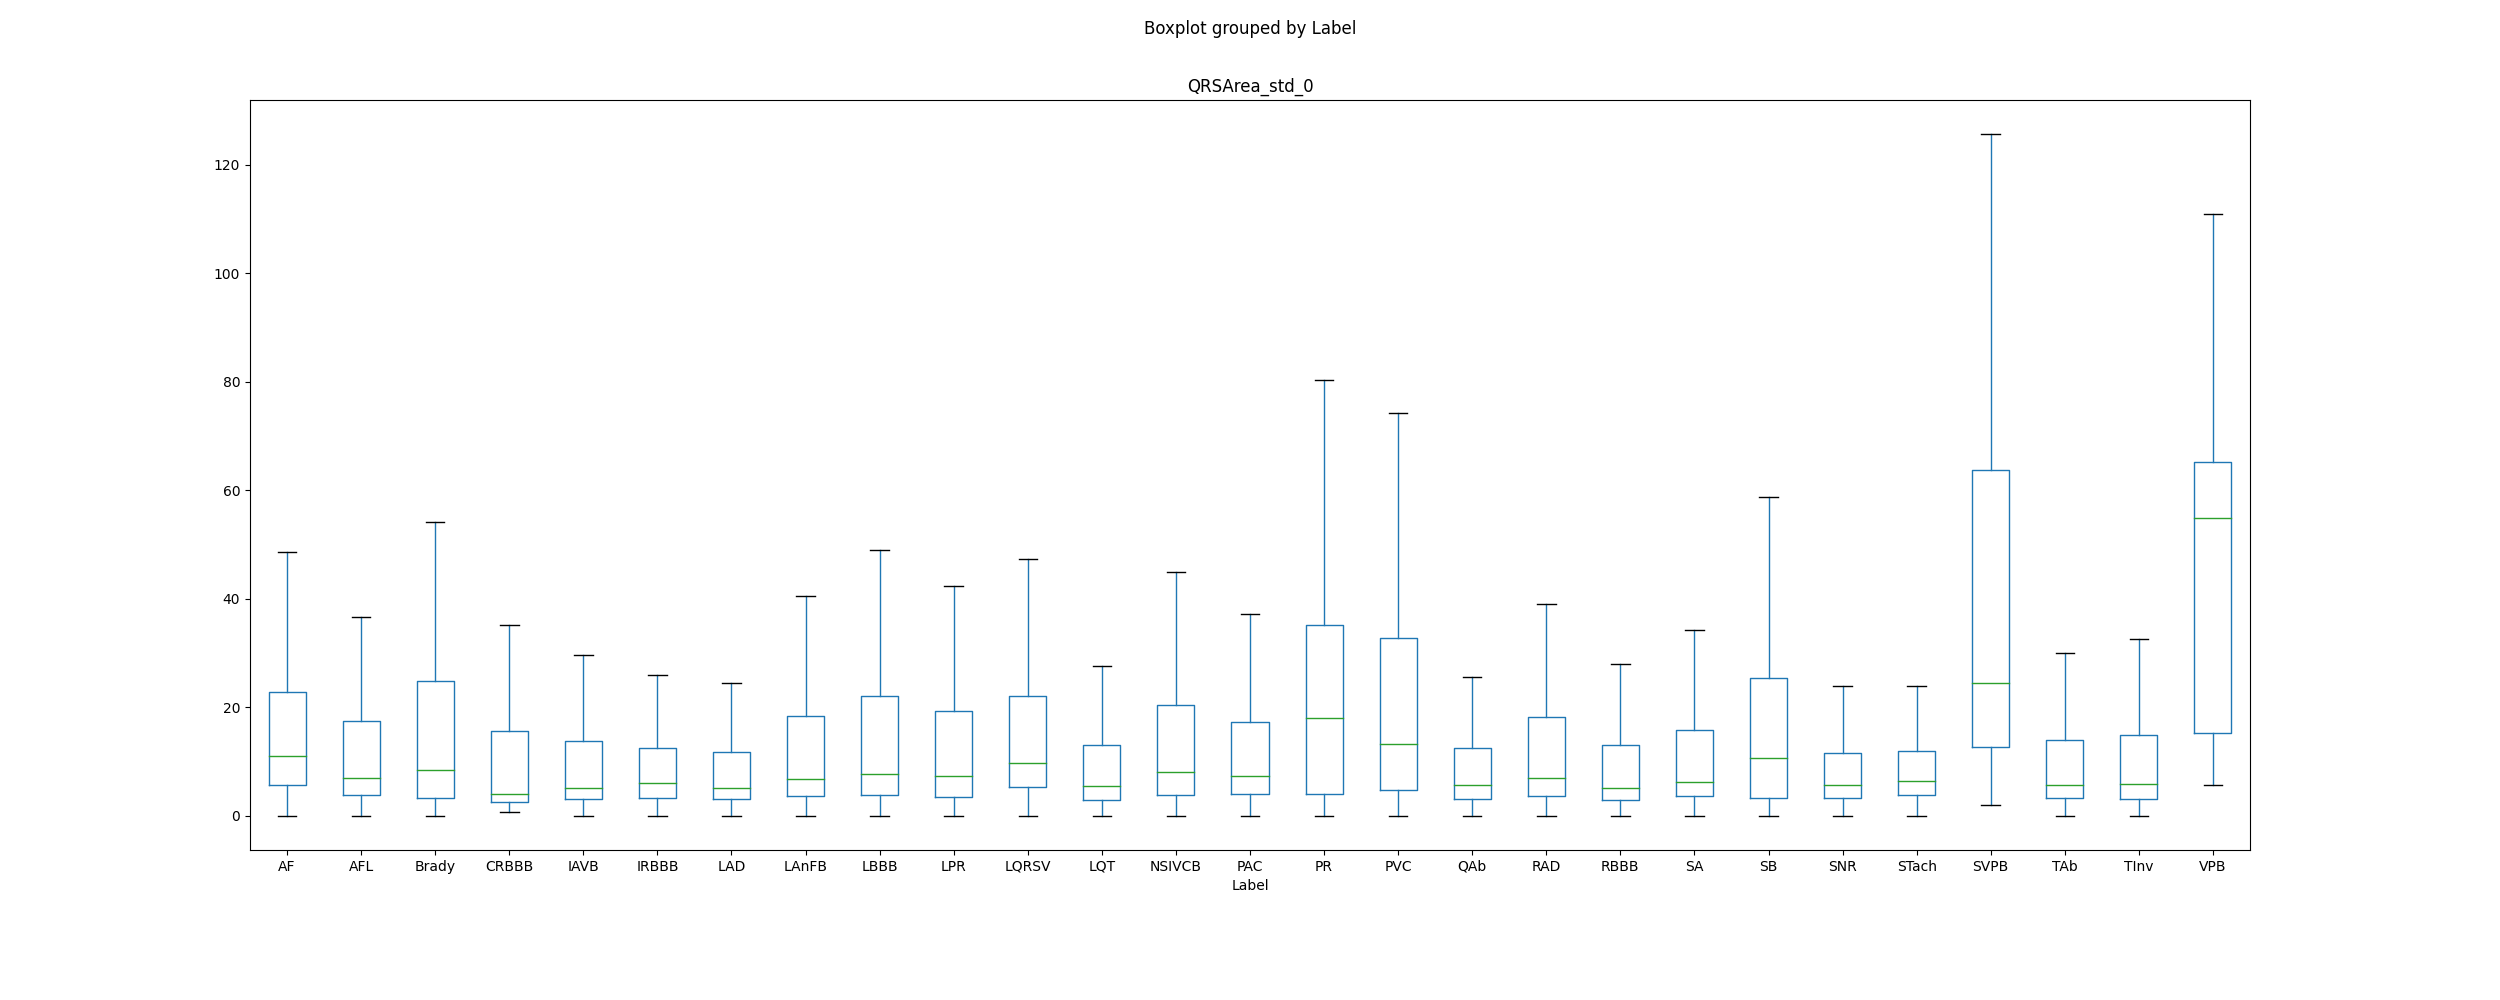 Boxplot grouped by Label
QRSArea_std_0
120
100
80
60
40
20
0
AF AFL Brady CRBBB IAVB IRBBB LAD LAnFB LBBB LPR LQRSV LQT NSIVCB PAC PR PVC QAb RAD RBBB SA SB SNR STach SVPB TAb TInv VPB
Label